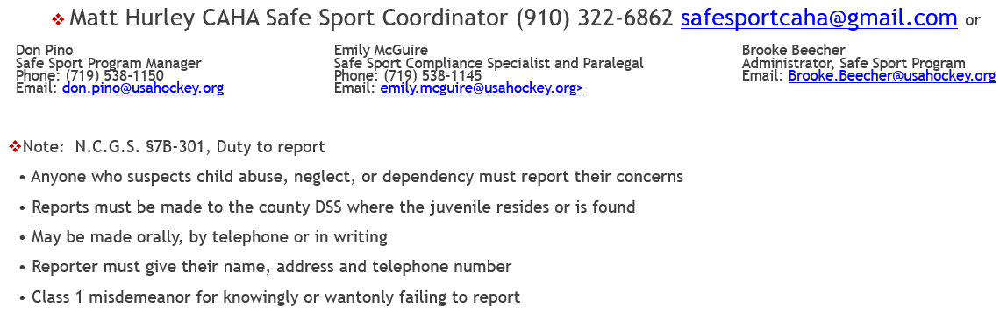 ❖ Matt Hurley CAHA Safe Sport Coordinator (910) 322-6862 safesportcaha@gmail.com or
Don Pino
Safe Sport Program Manager
Phone: (719) 538-1150
Email: don.pino@usahockey.org
Emily McGuire
Safe Sport Compliance Specialist and Paralegal
Phone: (719) 538-1145
Email: emily.mcguire@usahockey.org>
Brooke Beecher
Administrator, Safe Sport Program
Email: Brooke.Beecher@usahockey.org
❖Note: N.C.G.S. §7B-301, Duty to report
• Anyone who suspects child abuse, neglect, or dependency must report their concerns
• Reports must be made to the county DSS where the juvenile resides or is found
• May be made orally, by telephone or in writing
• Reporter must give their name, address and telephone number
• Class 1 misdemeanor for knowingly or wantonly failing to report